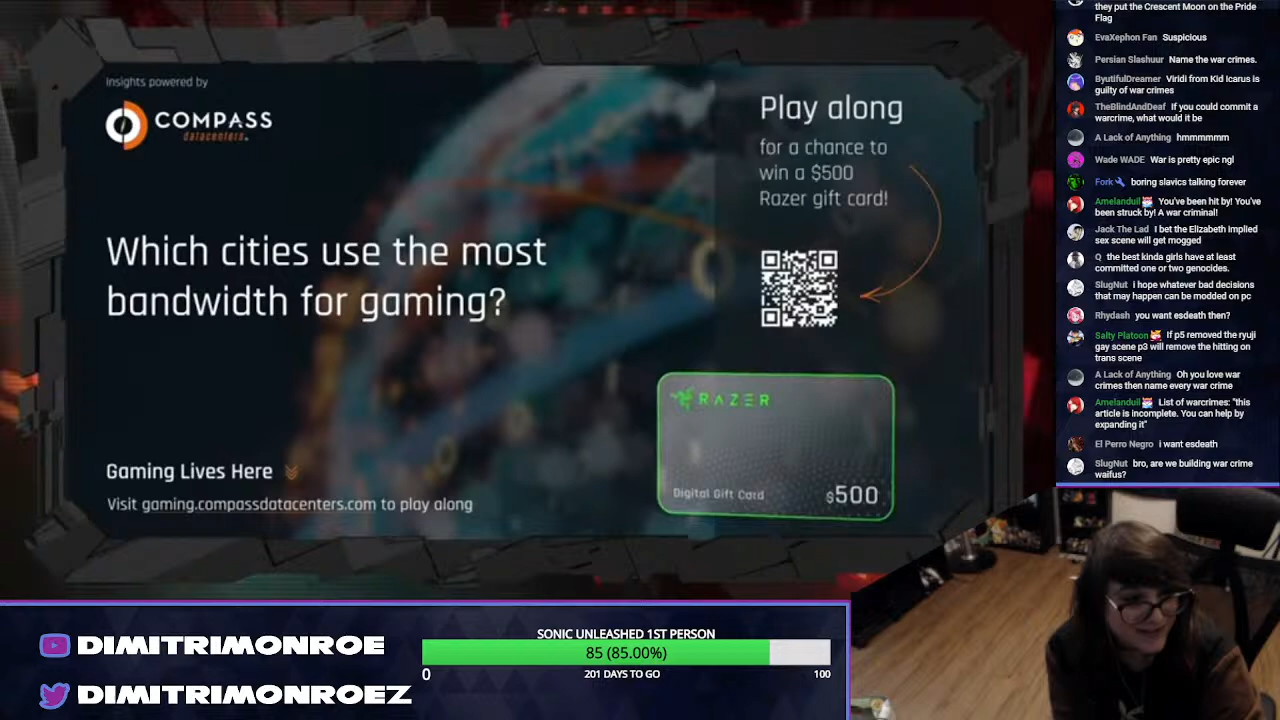 Insights powered by
COMPASS
datacenters
Which cities use the most
bandwidth for gaming?
Gaming Lives Here
Visit gaming.compassdatacenters.com to play along
Play along
for a chance to
win a $500
Razer gift card!
RAZER
Digital Gift Card
$500
DIMITRIMONROE
DIMITRIMONROEZ
SONIC UNLEASHED 1ST PERSON
85 (85.00%)
0
201 DAYS TO GO
100
they put the Crescent Moon on the Pride
Flag
EvaXephon Fan Suspicious
Persian Slashuur Name the war crimes.
ByutifulDreamer Viridi from Kid Icarus is
guilty of war crimes
TheBlindAndDeaf If you could commit a
warcrime, what would it be
A Lack of Anything hmmmmmm
Wade WADE War is pretty epic ngl
Fork boring slavics talking forever
Amelanduil You've been hit by! You've
been struck by! A war criminal!
Jack The Lad I bet the Elizabeth implied
sex scene will get mogged
Q the best kinda girls have at least
committed one or two genocides.
SlugNut i hope whatever bad decisions
that may happen can be modded on pc
Rhydash you want esdeath then?
Salty Platoon If p5 removed the ryuji
gay scene p3 will remove the hitting on
trans scene
A Lack of Anything Oh you love war
crimes then name every war crime
Amelanduil List of warcrimes: "this
article is incomplete. You can help by
expanding it"
El Perro Negro i want esdeath
SlugNut bro, are we building war crime
waifus?